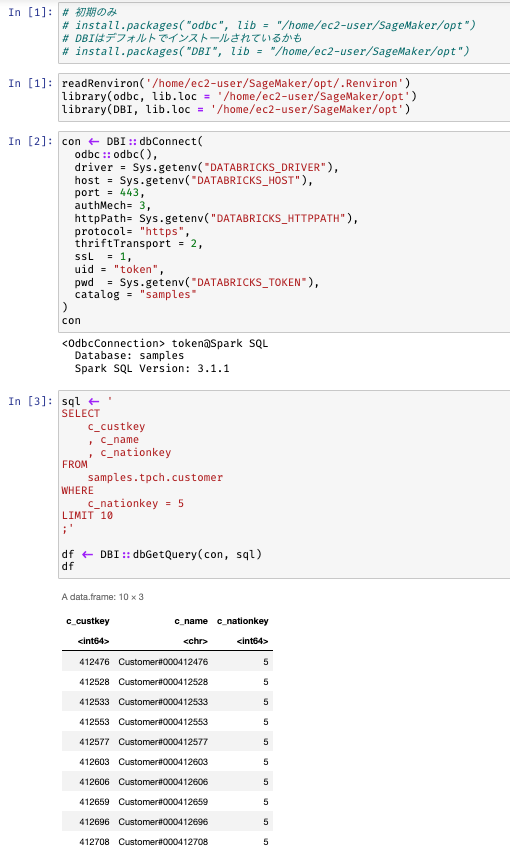 In [1]: # 初期のみ
# install.packages("odbc", lib = "/home/ec2-user/SageMaker/opt")
# DBIはデフォルトでインストールされているかも
# install.packages("DBI", lib = "/home/ec2-user/SageMaker/opt")
In [1]: readRenviron('/home/ec2-user/SageMaker/opt/.Renviron')
library(odbc, lib.loc = '/home/ec2-user/SageMaker/opt')
library(DBI, lib.loc = '/home/ec2-user/SageMaker/opt')
In [2]: con <- DBI::dbConnect(
odbc::odbc(),
driver = Sys.getenv("DATABRICKS_DRIVER"),
host = Sys.getenv("DATABRICKS_HOST"),
port = 443,
authMech= 3,
httpPath= Sys.getenv("DATABRICKS_HTTPPATH"),
protocol= "https",
thriftTransport = 2,
ssL = 1,
uid = "token",
pwd = Sys.getenv("DATABRICKS_TOKEN"),
catalog = "samples"
)
con
<OdbcConnection> token@Spark SQL
Database: samples
Spark SQL Version: 3.1.1
In [3]: sql <- '
SELECT
c_custkey
, c_name
, c_nationkey
FROM
samples.tpch.customer
WHERE
c_nationkey = 5
LIMIT 10
;'
df <- DBI::dbGetQuery(con, sql)
df
A data.frame: 10 × 3
c_custkey c_name c_nationkey
<int64> <chr> <int64>
412476 Customer#000412476 5
412528 Customer#000412528 5
412533 Customer#000412533 5
412553 Customer#000412553 5
412577 Customer#000412577 5
412603 Customer#000412603 5
412606 Customer#000412606 5
412659 Customer#000412659 5
412696 Customer#000412696 5
412708 Customer#000412708 5